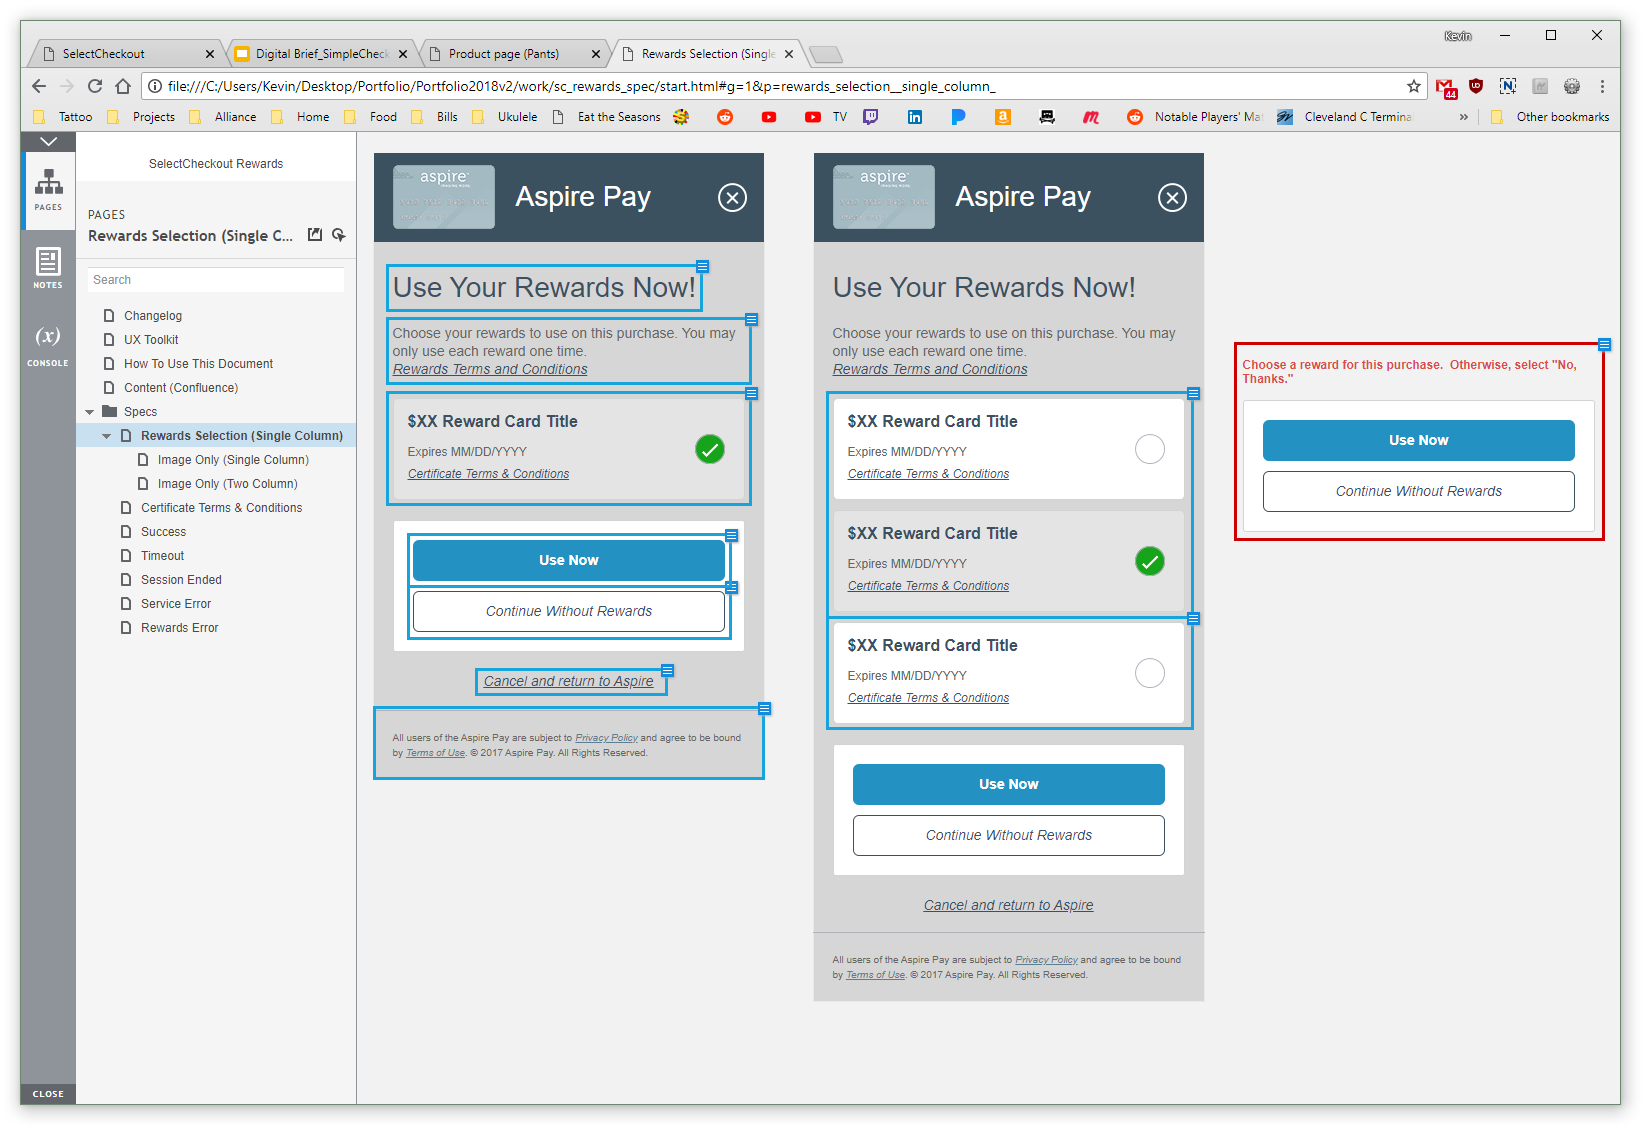 Kevin
SelectCheckout
Digital Brief_SimpleCheck
Product page (Pants)
Rewards Selection (Single
file:///C:/Users/Kevin/Desktop/Portfolio/Portfolio2018v2/work/sc_rewards_spec/start.html#g=1&p=rewards_selection__single_column_
44
Tattoo
Projects
Alliance
Home
Food
Bills
Ukulele
Eat the Seasons
TV
Notable Players' Ma
Cleveland C Termina
»
Other bookmarks
PAGES
NOTES
(x)
CONSOLE
CLOSE
SelectCheckout Rewards
PAGES
Rewards Selection (Single C...
Search
Changelog
UX Toolkit
How To Use This Document
Content (Confluence)
Specs
Rewards Selection (Single Column)
Image Only (Single Column)
Image Only (Two Column)
Certificate Terms & Conditions
Success
Timeout
Session Ended
Service Error
Rewards Error
aspire
Aspire Pay
Use Your Rewards Now!
Choose your rewards to use on this purchase. You may
only use each reward one time.
Rewards Terms and Conditions
$XX Reward Card Title
Expires MM/DD/YYYY
Certificate Terms & Conditions
Use Now
Continue Without Rewards
Cancel and return to Aspire
All users of the Aspire Pay are subject to Privacy Policy and agree to be bound
by Terms of Use. © 2017 Aspire Pay. All Rights Reserved.
aspire
Aspire Pay
Use Your Rewards Now!
Choose your rewards to use on this purchase. You may
only use each reward one time.
Rewards Terms and Conditions
$XX Reward Card Title
Expires MM/DD/YYYY
Certificate Terms & Conditions
$XX Reward Card Title
Expires MM/DD/YYYY
Certificate Terms & Conditions
$XX Reward Card Title
Expires MM/DD/YYYY
Certificate Terms & Conditions
Use Now
Continue Without Rewards
Cancel and return to Aspire
All users of the Aspire Pay are subject to Privacy Policy and agree to be bound
by Terms of Use. © 2017 Aspire Pay. All Rights Reserved.
Choose a reward for this purchase.  Otherwise, select "No,
Thanks."
Use Now
Continue Without Rewards